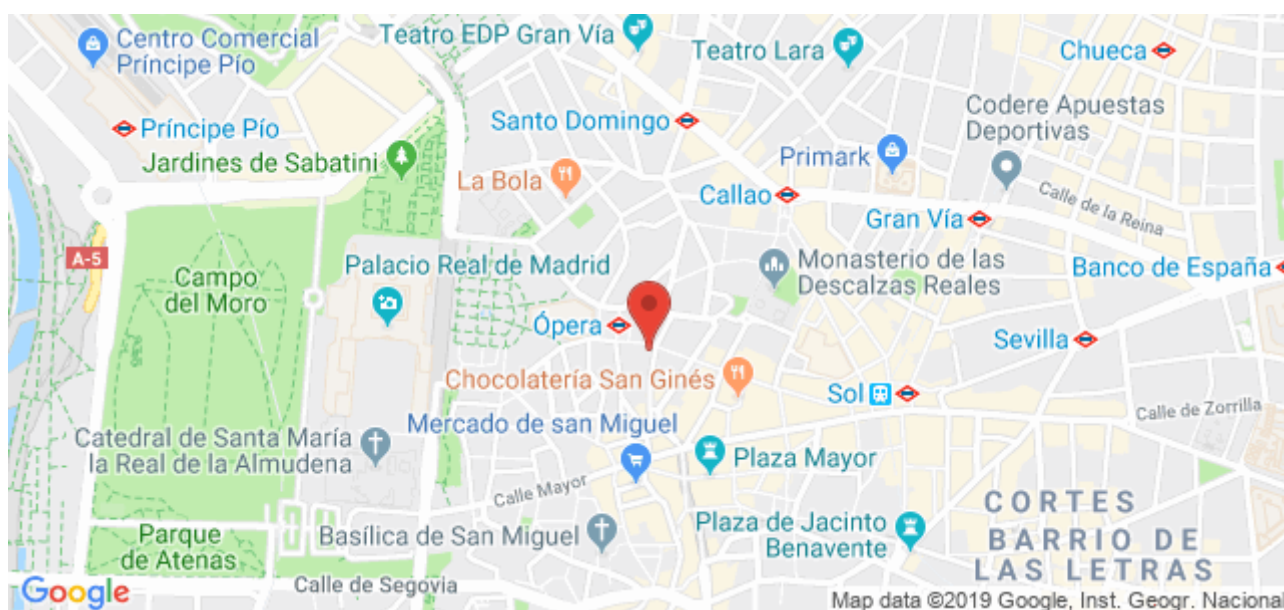 Centro Comercial
Príncipe Pío
Teatro EDP Gran Vía
Teatro Lara
Chueca
Príncipe Pío
Santo Domingo
Codere Apuestas
Deportivas
Jardines de Sabatini
La Bola
Primark
Callao
Gran Vía
Calle de la Reina
A-5
Campo
del Moro
Palacio Real de Madrid
Monasterio de las
Descalzas Reales
Banco de España
Ópera
Sevilla
Chocolatería San Ginés
Sol
Calle de Zorrilla
Mercado de san Miguel
Catedral de Santa María
la Real de la Almudena
Plaza Mayor
Calle Mayor
CORTES
BARRIO DE
LAS LETRAS
Parque
de Atenas
Basílica de San Miguel
Plaza de Jacinto
Benavente
Calle de Segovia
Google
Map data ©2019 Google, Inst. Geogr. Naciona